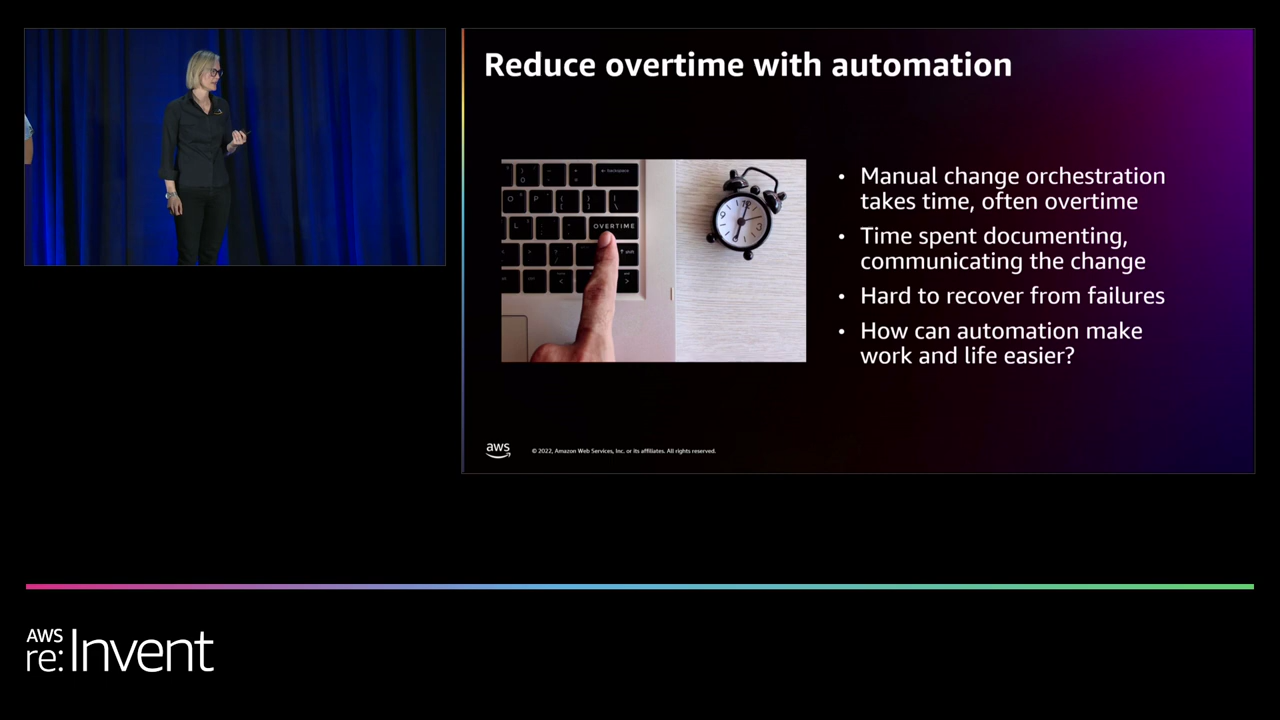 Reduce overtime with automation
OVERTIME
• Manual change orchestration
takes time, often overtime
• Time spent documenting,
communicating the change
• Hard to recover from failures
• How can automation make
work and life easier?
aws
© 2022, Amazon Web Services, Inc. or its affiliates. All rights reserved.
AWS
re:Invent